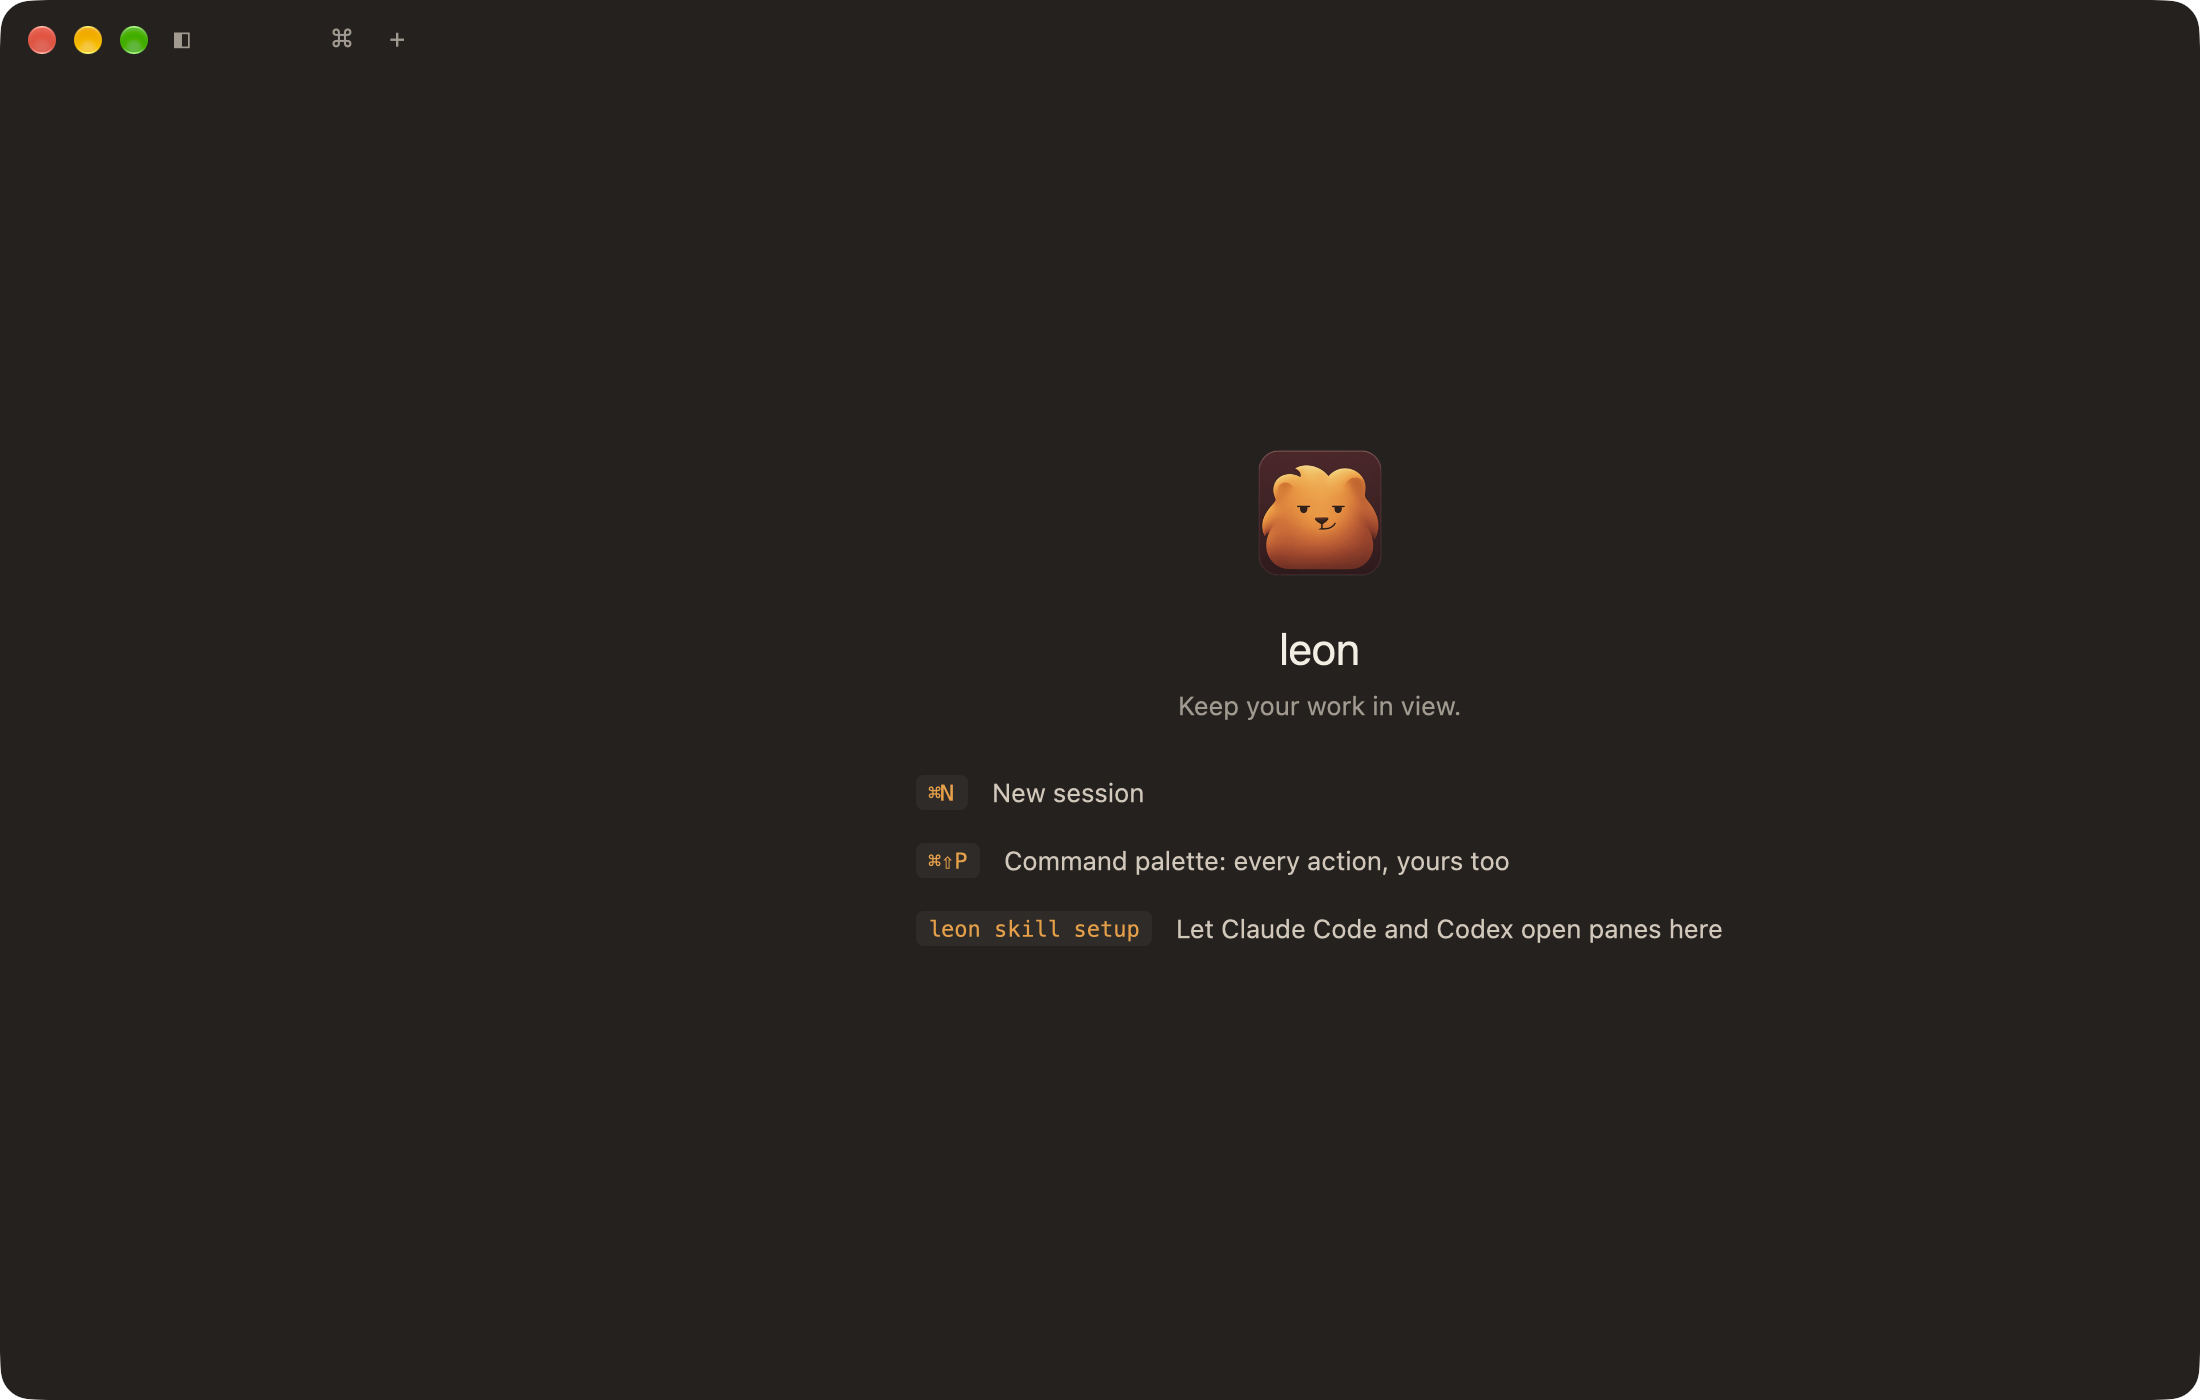 ⌘ +
leon
Keep your work in view.
⌘N New session
⌘⇧P Command palette: every action, yours too
leon skill setup Let Claude Code and Codex open panes here